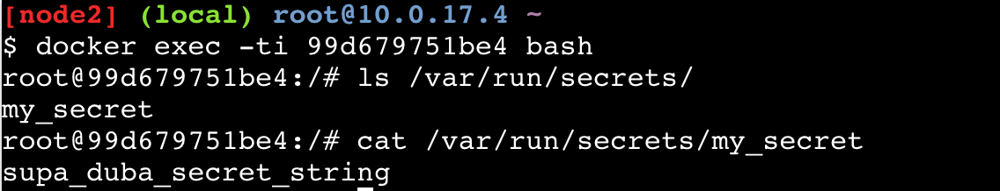 [node2] (local) root@10.0.17.4 ~
$ docker exec -ti 99d679751be4 bash
root@99d679751be4:/# ls /var/run/secrets/
my_secret
root@99d679751be4:/# cat /var/run/secrets/my_secret
supa_duba_secret_string